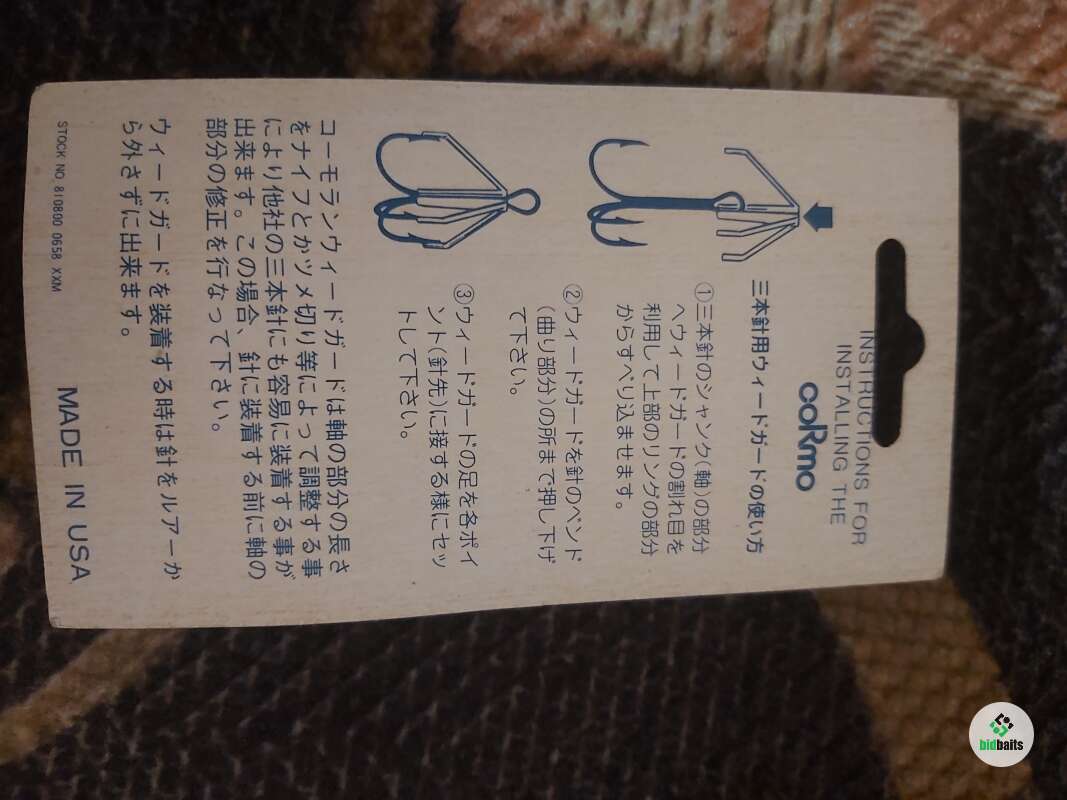 INSTRUCTIONS FOR
INSTALLING THE
coRmo
三本針用ウィードガードの使い方
①三本針のシャンク(軸)の部分
へウィードガードの割れ目を
利用して上部のリングの部分
からすべり込ませます。
②ウィードガードを針のベンド
(曲り部分)の所まで押し下げ
て下さい。
③ウィードガードの足を各ポイ
ント(針先)に接する様にセッ
トして下さい。
コーモランウィードガードは軸の部分の長さ
をナイフとかツメ切り等によって調整する事
により他社の三本針にも容易に装着する事が
出来ます。この場合、針に装着する前に軸の
部分の修正を行なって下さい。
ウィードガードを装着する時は針をルアーか
ら外さずに出来ます。
STOCK NO. 810800 0658 XXM
MADE IN USA
bidbaits